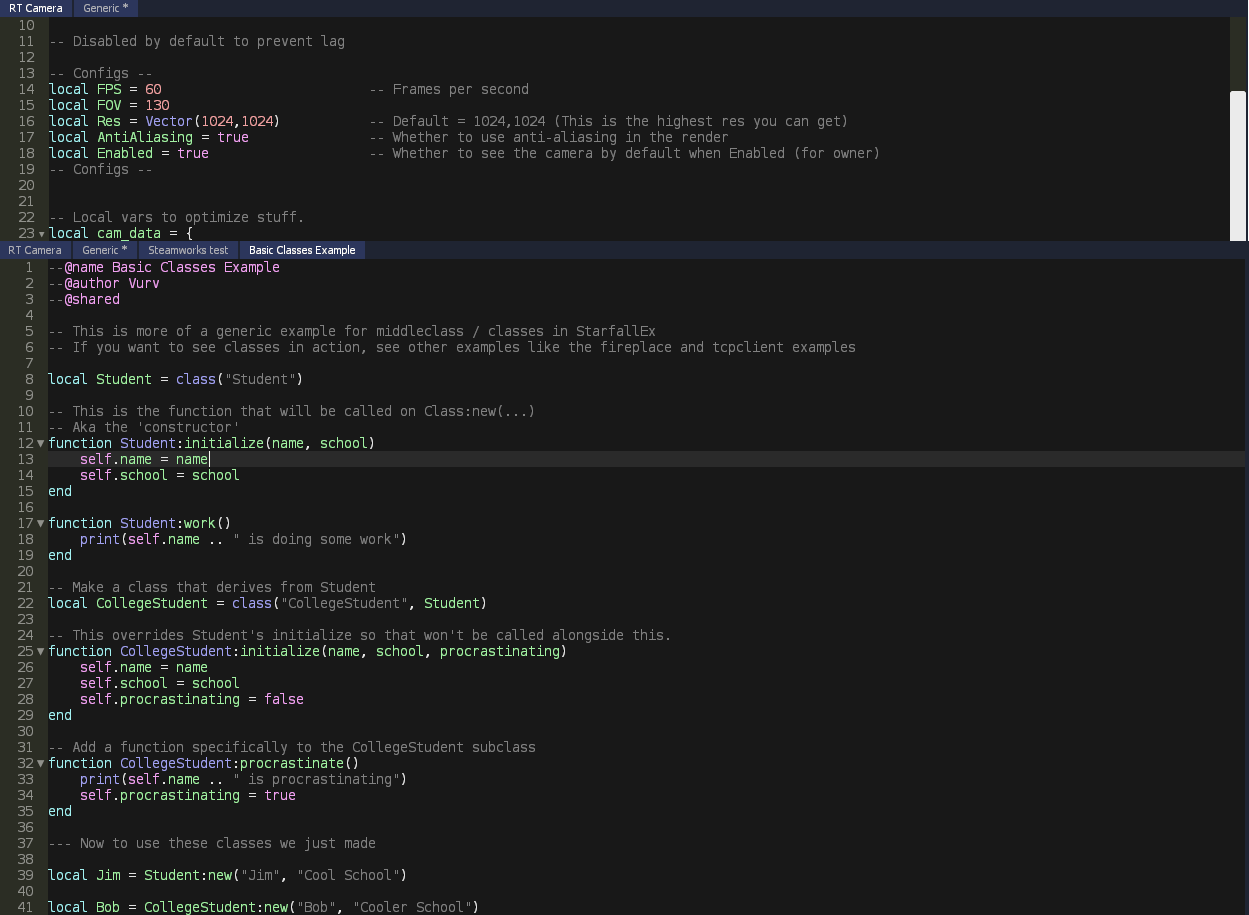 RT Camera Generic *
10
11 -- Disabled by default to prevent lag
12
13 -- Configs --
14 local FPS = 60 -- Frames per second
15 local FOV = 130
16 local Res = Vector(1024,1024) -- Default = 1024,1024 (This is the highest res you can get)
17 local AntiAliasing = true -- Whether to use anti-aliasing in the render
18 local Enabled = true -- Whether to see the camera by default when Enabled (for owner)
19 -- Configs --
20
21
22 -- Local vars to optimize stuff.
23 local cam_data = {
RT Camera Generic * Steamworks test Basic Classes Example
1 --@name Basic Classes Example
2 --@author Vurv
3 --@shared
4
5 -- This is more of a generic example for middleclass / classes in StarfallEx
6 -- If you want to see classes in action, see other examples like the fireplace and tcpclient examples
7
8 local Student = class("Student")
9
10 -- This is the function that will be called on Class:new(...)
11 -- Aka the 'constructor'
12 function Student:initialize(name, school)
13 self.name = name
14 self.school = school
15 end
16
17 function Student:work()
18 print(self.name .. " is doing some work")
19 end
20
21 -- Make a class that derives from Student
22 local CollegeStudent = class("CollegeStudent", Student)
23
24 -- This overrides Student's initialize so that won't be called alongside this.
25 function CollegeStudent:initialize(name, school, procrastinating)
26 self.name = name
27 self.school = school
28 self.procrastinating = false
29 end
30
31 -- Add a function specifically to the CollegeStudent subclass
32 function CollegeStudent:procrastinate()
33 print(self.name .. " is procrastinating")
34 self.procrastinating = true
35 end
36
37 --- Now to use these classes we just made
38
39 local Jim = Student:new("Jim", "Cool School")
40
41 local Bob = CollegeStudent:new("Bob", "Cooler School")